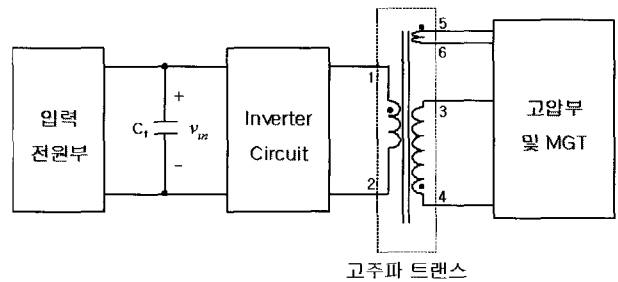 입력
전원부
C₁
+
v_in
-
Inverter
Circuit
1
2
5
6
3
4
고압부
및 MGT
고주파 트랜스